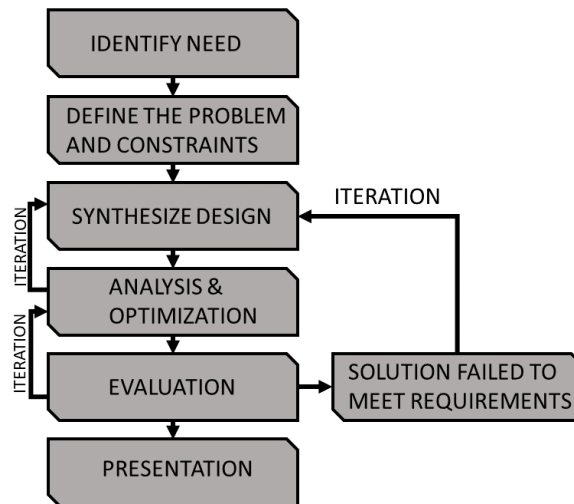 IDENTIFY NEED
DEFINE THE PROBLEM
AND CONSTRAINTS
ITERATION
SYNTHESIZE DESIGN
ITERATION
ANALYSIS &
OPTIMIZATION
ITERATION
EVALUATION
SOLUTION FAILED TO
MEET REQUIREMENTS
PRESENTATION